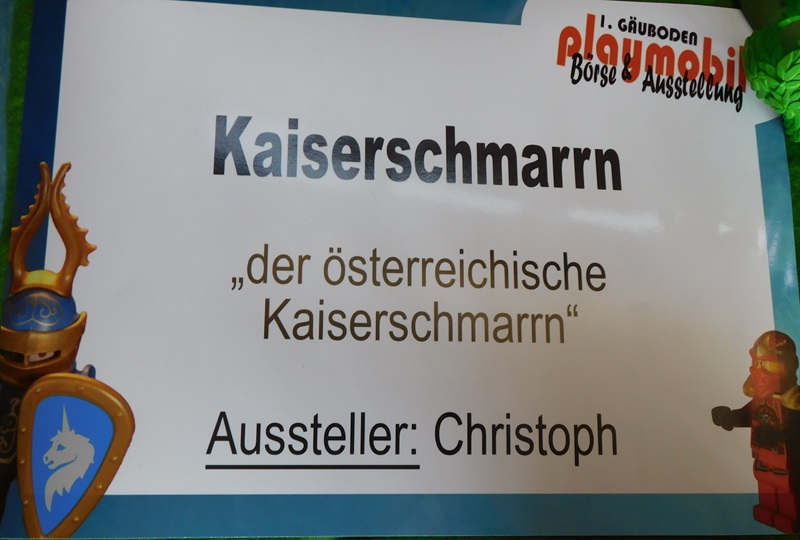 1. GÄUBODEN
playmobil
Börse & Ausstellung
Kaiserschmarrn
„der österreichische
Kaiserschmarrn“
Aussteller: Christoph